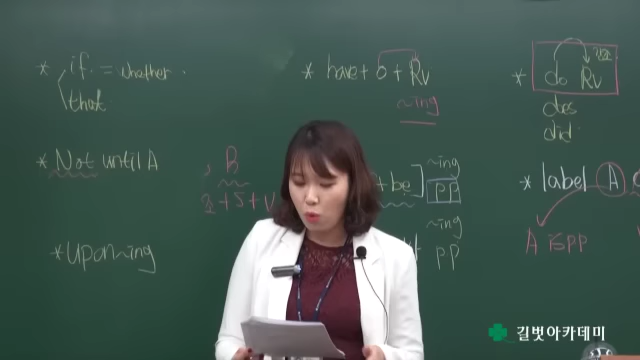 * if. = whether.
that
* Not until A
, B
+S+V
* Upon ~ing
* have + o + Rv
~ing
+ be ] ~ing
PP
~ing
PP
* do Rv
does
did
* label A
A 는 PP
길벗아카데미